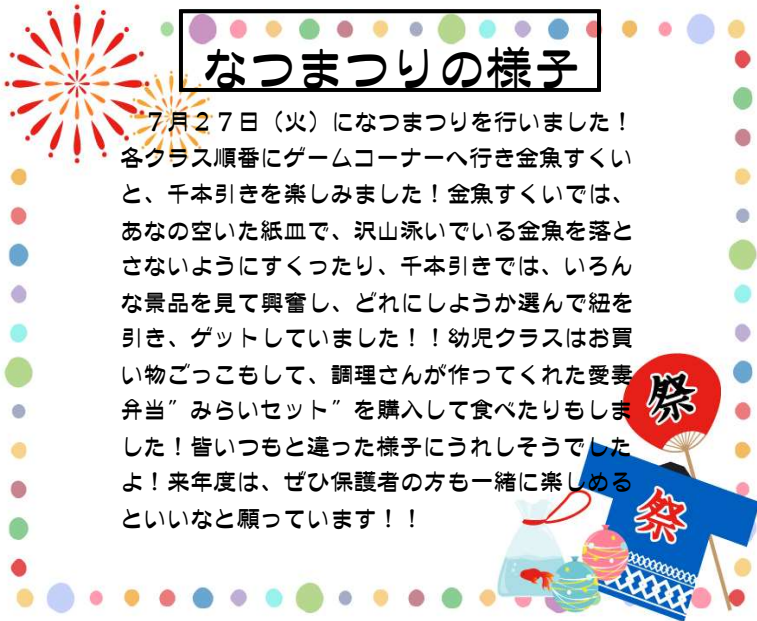 なつまつりの様子
７月２７日（火）になつまつりを行いました！
各クラス順番にゲームコーナーへ行き金魚すくい
と、千本引きを楽しみました！金魚すくいでは、
あなの空いた紙皿で、沢山泳いでいる金魚を落と
さないようにすくったり、千本引きでは、いろん
な景品を見て興奮し、どれにしようか選んで紐を
引き、ゲットしていました！！幼児クラスはお買
い物ごっこもして、調理さんが作ってくれた愛妻
弁当”みらいセット”を購入して食べたりもしま
した！皆いつもと違った様子にうれしそうでした
よ！来年度は、ぜひ保護者の方も一緒に楽しめる
といいなと願っています！！
祭
祭